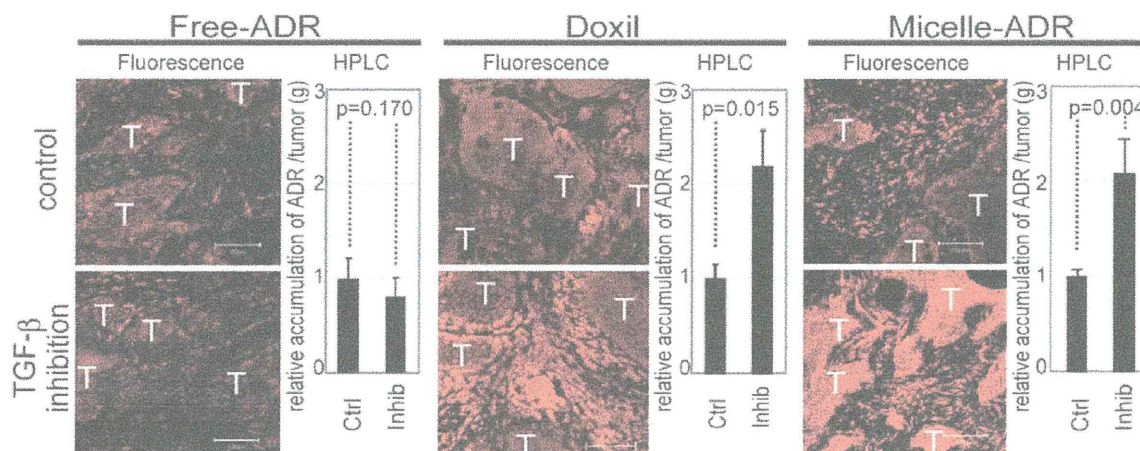 Free-ADR
Doxil
Micelle-ADR
Fluorescence
HPLC
Fluorescence
HPLC
Fluorescence
HPLC
control
TGF-β
inhibition
T
T
T
T
T
T
T
relative accumulation of ADR /tumor (g)
3
2
1
0
p=0.170
Ctrl
Inhib
T
T
T
T
T
T
T
T
relative accumulation of ADR /tumor (g)
3
2
1
0
p=0.015
Ctrl
Inhib
T
T
T
T
T
T
T
relative accumulation of ADR /tumor (g)
3
2
1
0
p=0.004
Ctrl
Inhib